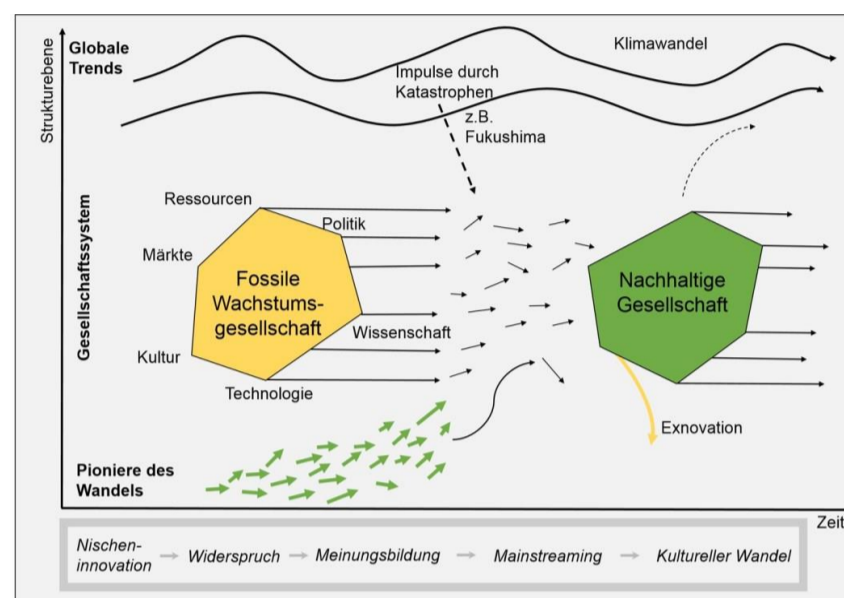 Strukturebene
Globale
Trends
Klimawandel
Impulse durch
Katastrophen
z.B.
Fukushima
Gesellschaftssystem
Ressourcen
Politik
Märkte
Fossile
Wachstums-
gesellschaft
Wissenschaft
Kultur
Technologie
Nachhaltige
Gesellschaft
Exnovation
Pioniere des
Wandels
Zeit
Nischen-
innovation
Widerspruch
Meinungsbildung
Mainstreaming
Kultureller Wandel